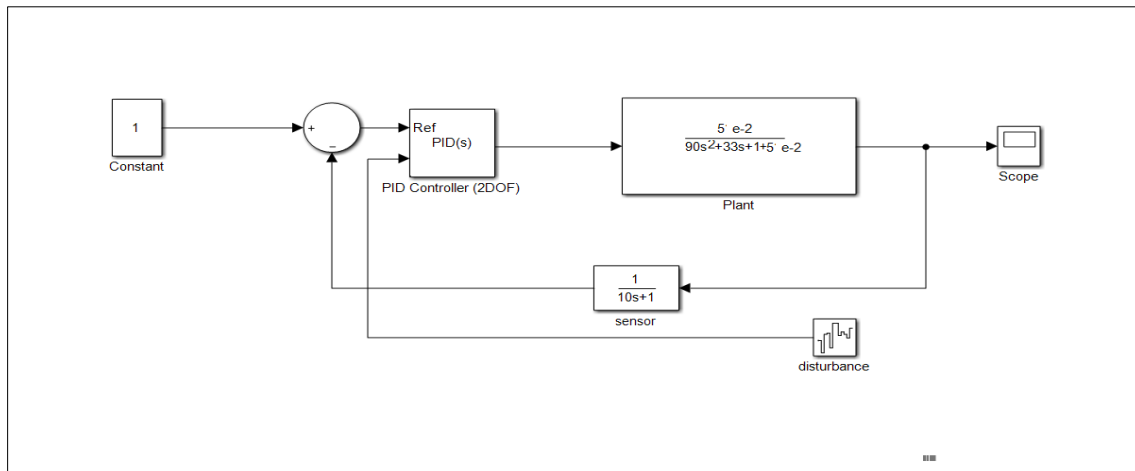 1
Constant
+
−
Ref
PID(s)
PID Controller (2DOF)
5· e-2
90s²+33s+1+5· e-2
Plant
Scope
1
10s+1
sensor
disturbance